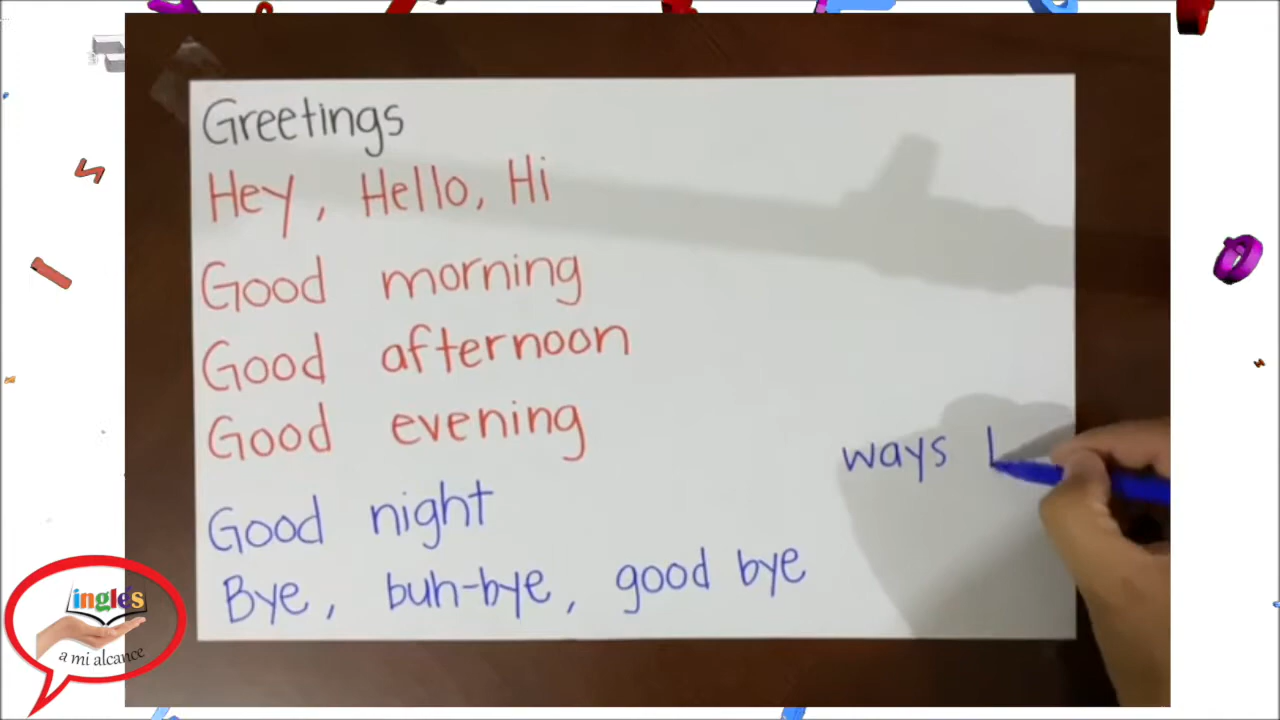 Greetings
Hey, Hello, Hi
Good morning
Good afternoon
Good evening
ways
Good night
Bye, buh-bye, good bye
inglés
a mi alcance